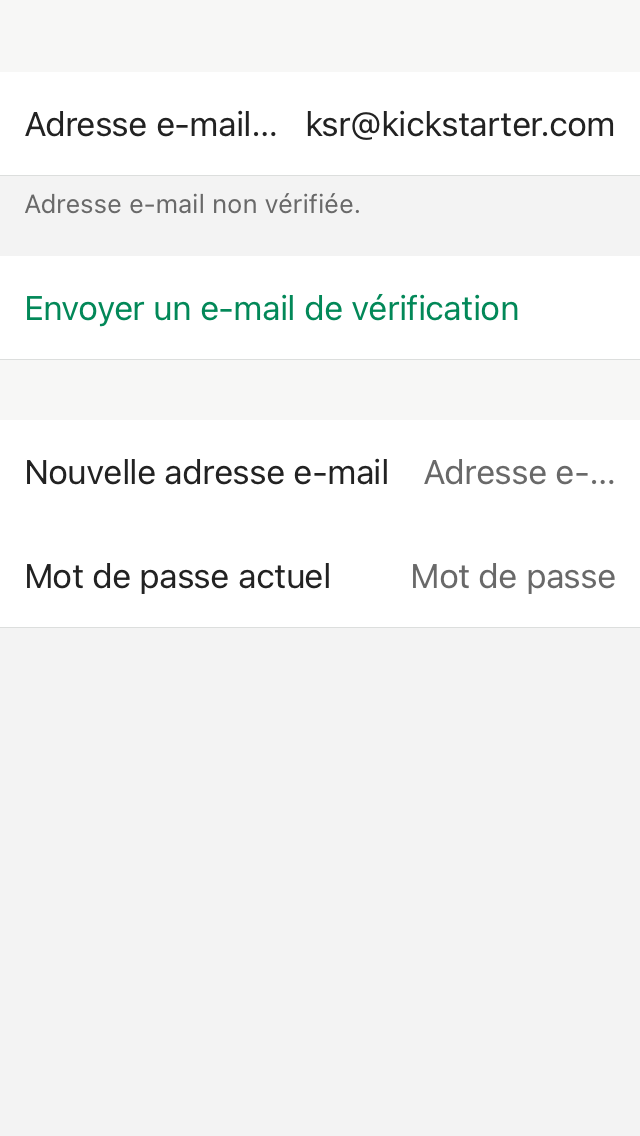 Adresse e-mail... ksr@kickstarter.com
Adresse e-mail non vérifiée.
Envoyer un e-mail de vérification
Nouvelle adresse e-mail Adresse e-...
Mot de passe actuel Mot de passe